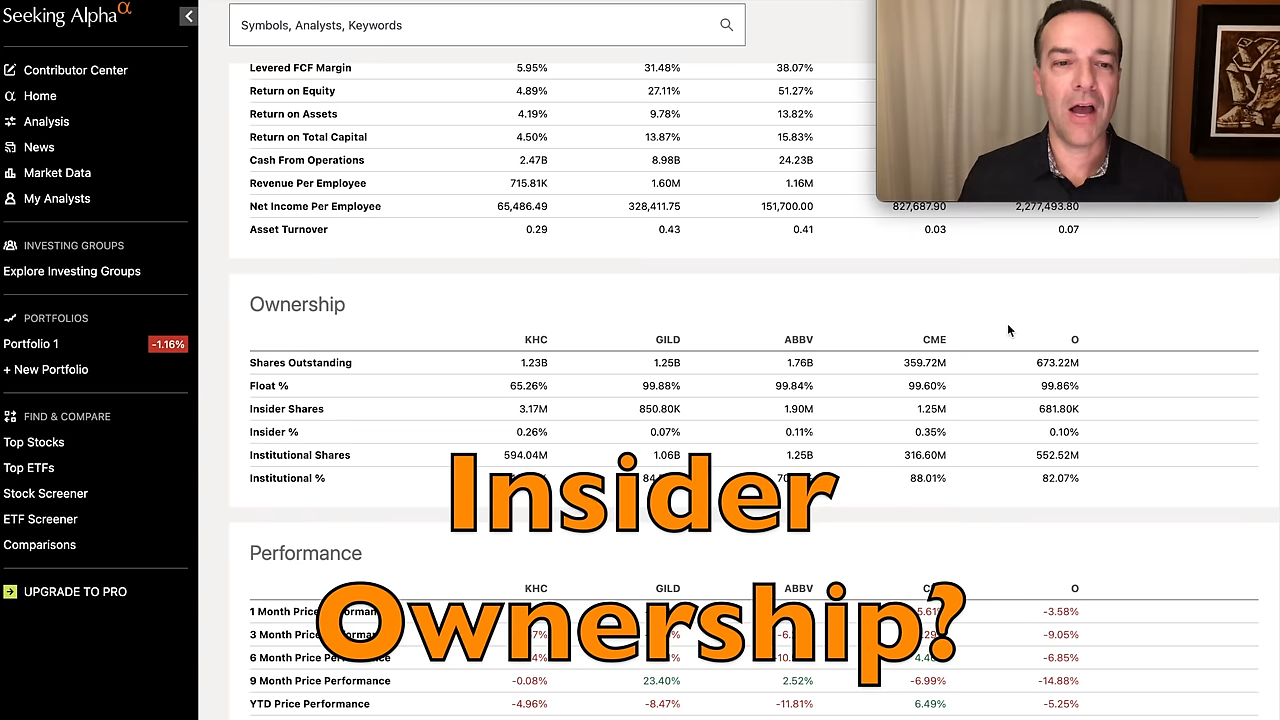 Seeking Alpha α
Symbols, Analysts, Keywords
Contributor Center
Home
Analysis
News
Market Data
My Analysts
INVESTING GROUPS
Explore Investing Groups
PORTFOLIOS
Portfolio 1 -1.16%
+ New Portfolio
FIND & COMPARE
Top Stocks
Top ETFs
Stock Screener
ETF Screener
Comparisons
UPGRADE TO PRO
Levered FCF Margin 5.95% 31.48% 38.07%
Return on Equity 4.89% 27.11% 51.27%
Return on Assets 4.19% 9.78% 13.82%
Return on Total Capital 4.50% 13.87% 15.83%
Cash From Operations 2.47B 8.98B 24.23B
Revenue Per Employee 715.81K 1.60M 1.16M
Net Income Per Employee 65,486.49 328,411.75 151,700.00 827,687.90 2,277,493.80
Asset Turnover 0.29 0.43 0.41 0.03 0.07
Ownership
KHC GILD ABBV CME O
Shares Outstanding 1.23B 1.25B 1.76B 359.72M 673.22M
Float % 65.26% 99.88% 99.84% 99.60% 99.86%
Insider Shares 3.17M 850.80K 1.90M 1.25M 681.80K
Insider % 0.26% 0.07% 0.11% 0.35% 0.10%
Institutional Shares 594.04M 1.06B 1.25B 316.60M 552.52M
Institutional % 88.01% 82.07%
Insider
Ownership?
Performance
KHC GILD ABBV O
1 Month Price -3.58%
3 Month Price -9.05%
6 Month Price -6.85%
9 Month Price Performance -0.08% 23.40% 2.52% -6.99% -14.88%
YTD Price Performance -4.96% -8.47% -11.81% 6.49% -5.25%